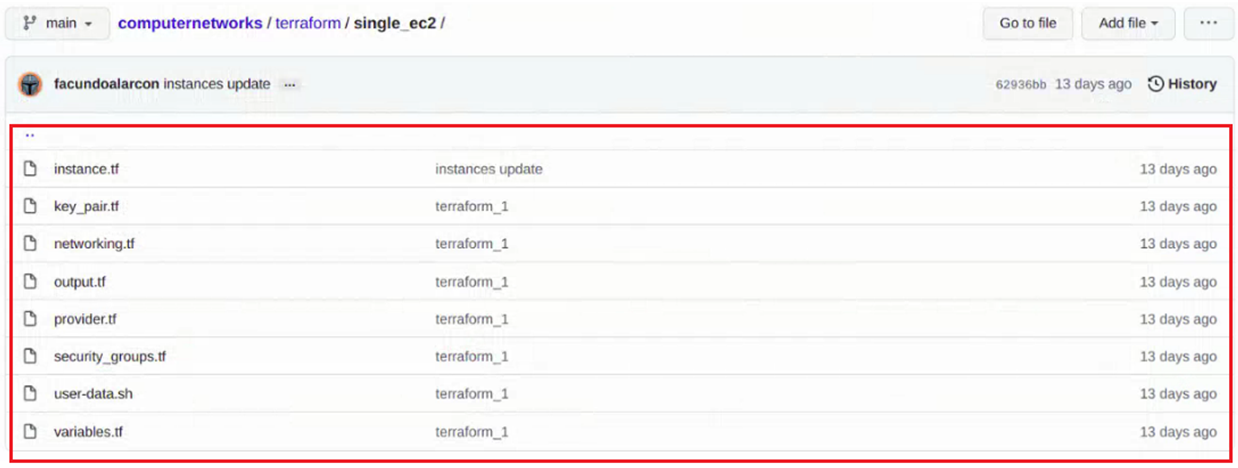 main computernetworks / terraform / single_ec2 / Go to file Add file ...
facundoalarcon instances update ... 62936bb 13 days ago History
..
instance.tf instances update 13 days ago
key_pair.tf terraform_1 13 days ago
networking.tf terraform_1 13 days ago
output.tf terraform_1 13 days ago
provider.tf terraform_1 13 days ago
security_groups.tf terraform_1 13 days ago
user-data.sh terraform_1 13 days ago
variables.tf terraform_1 13 days ago